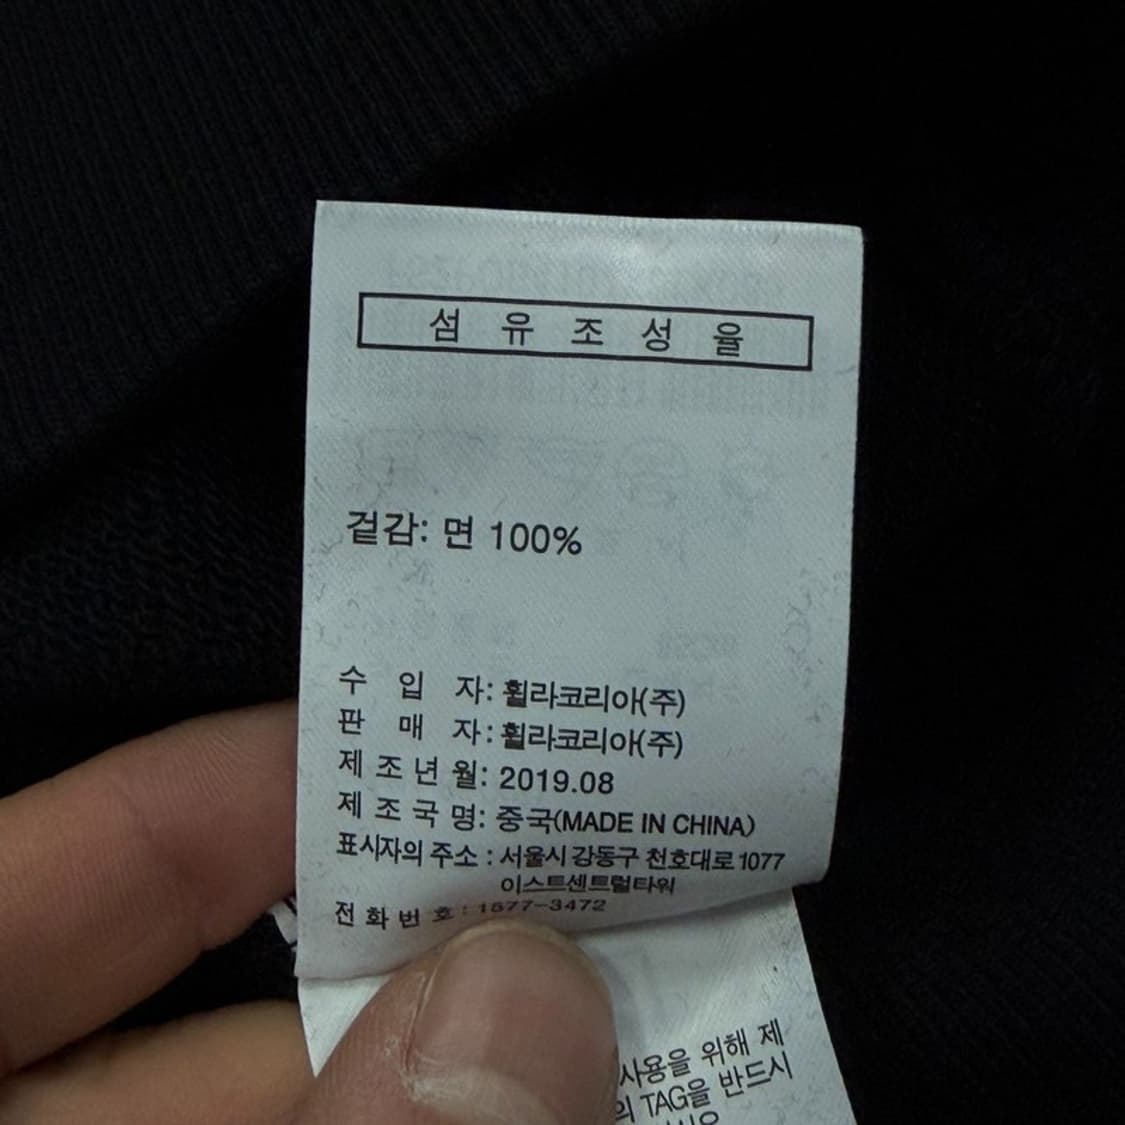 섬 유 조 성 율
겉감: 면 100%
수 입 자: 휠라코리아(주)
판 매 자: 휠라코리아(주)
제 조 년 월: 2019.08
제 조 국 명: 중국(MADE IN CHINA)
표시자의 주소 : 서울시 강동구 천호대로 1077
이스트센트럴타워
전 화 번 호 : 1577-3472
사용을 위해 제
의 TAG을 반드시